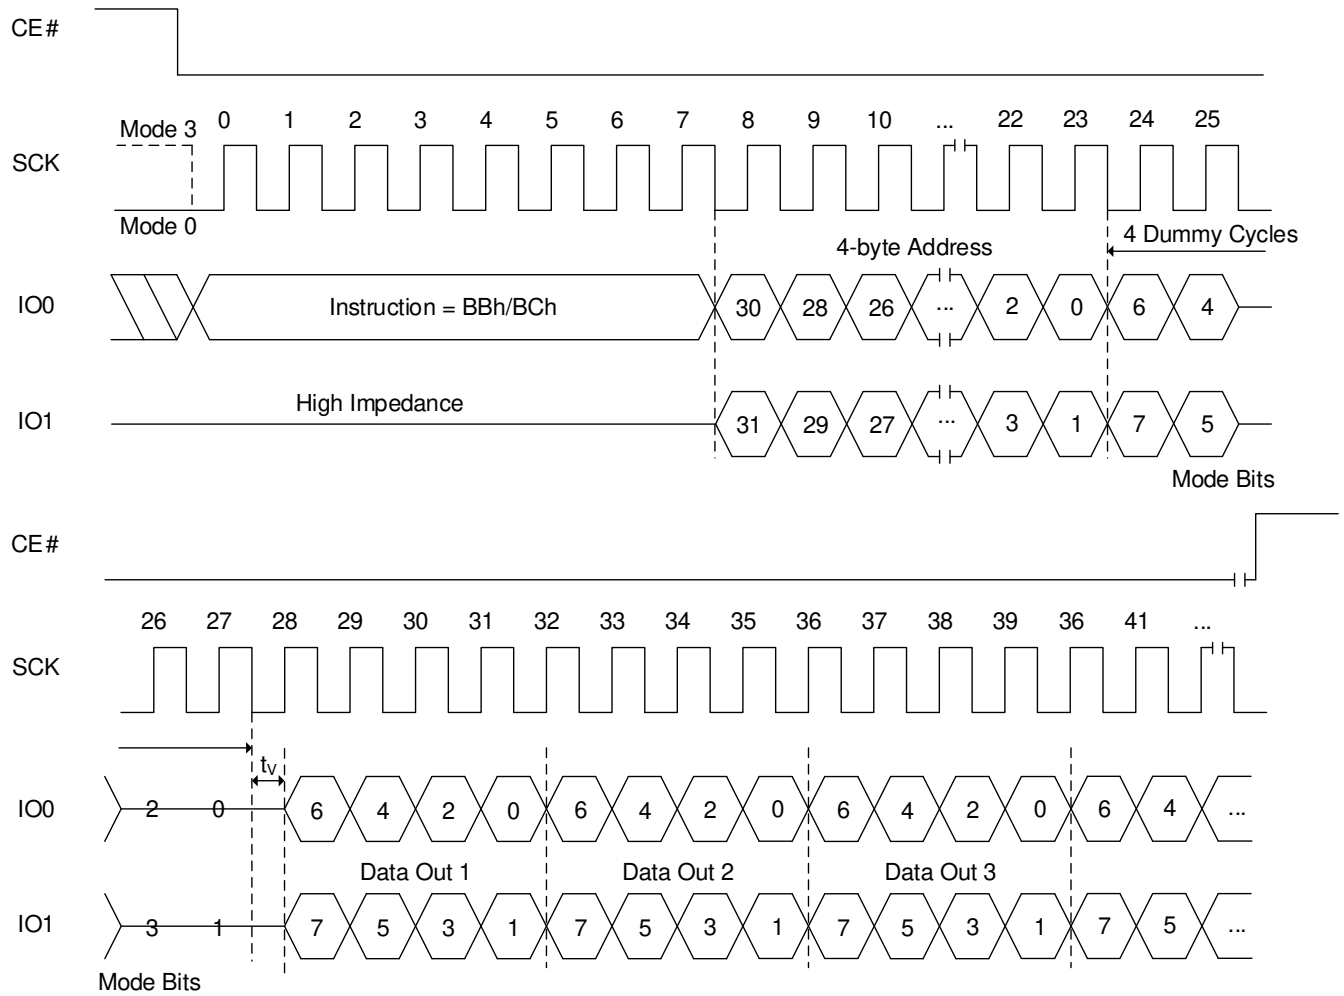 CE#
0 1 2 3 4 5 6 7 8 9 10 ... 22 23 24 25
Mode 3
SCK
Mode 0
4-byte Address
4 Dummy Cycles
IO0
Instruction = BBh/BCh
30 28 26 ... 2 0 6 4
High Impedance
IO1
31 29 27 ... 3 1 7 5
Mode Bits
CE#
26 27 28 29 30 31 32 33 34 35 36 37 38 39 36 41 ...
SCK
tV
IO0
2 0 6 4 2 0 6 4 2 0 6 4 2 0 6 4 ...
Data Out 1 Data Out 2 Data Out 3
IO1
3 1 7 5 3 1 7 5 3 1 7 5 3 1 7 5 ...
Mode Bits